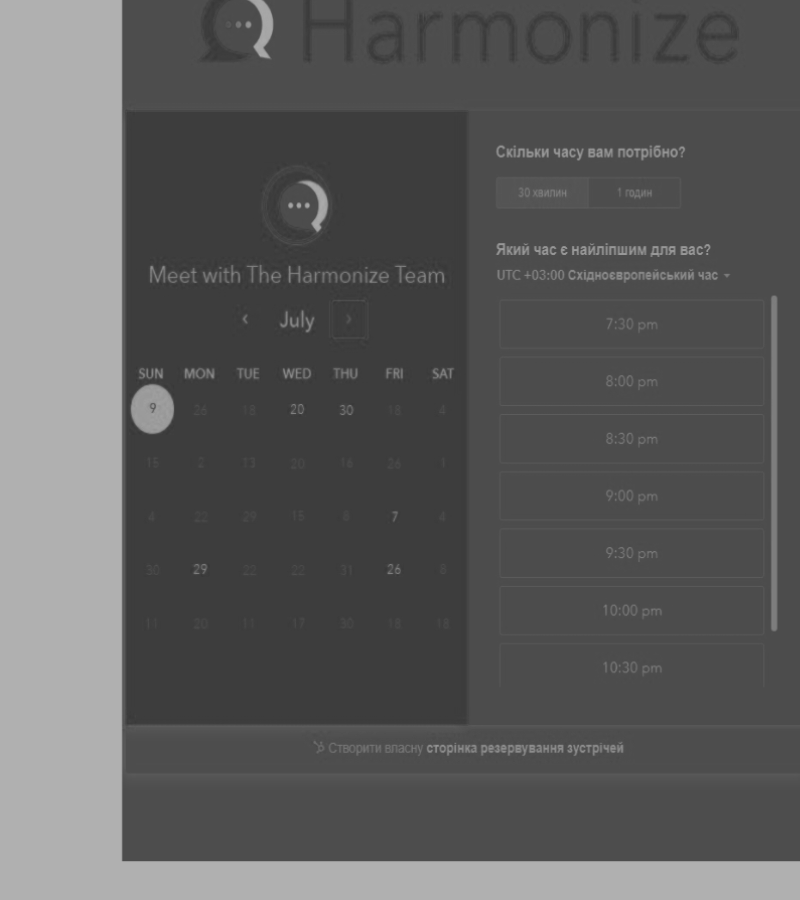 Harmonize
Meet with The Harmonize Team
July
SUN MON TUE WED THU FRI SAT
9 26 18 20 30 18 4
15 2 13 20 16 26 1
4 22 29 15 8 7 4
30 29 22 22 31 26 8
11 20 11 17 30 18 18
Скільки часу вам потрібно?
30 хвилин 1 годин
Який час є найліпшим для вас?
UTC +03:00 Східноєвропейський час
7:30 pm
8:00 pm
8:30 pm
9:00 pm
9:30 pm
10:00 pm
10:30 pm
Створити власну сторінка резервування зустрічей